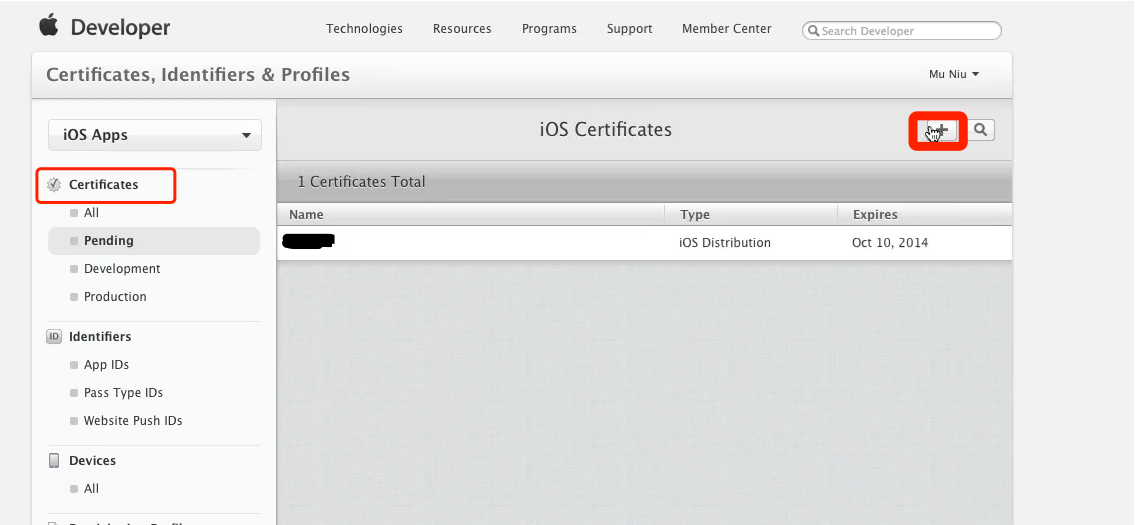 Developer
Technologies Resources Programs Support Member Center Search Developer
Certificates, Identifiers & Profiles
Mu Niu
iOS Apps
iOS Certificates
Certificates
1 Certificates Total
All
Name Type Expires
Pending
iOS Distribution Oct 10, 2014
Development
Production
ID Identifiers
App IDs
Pass Type IDs
Website Push IDs
Devices
All